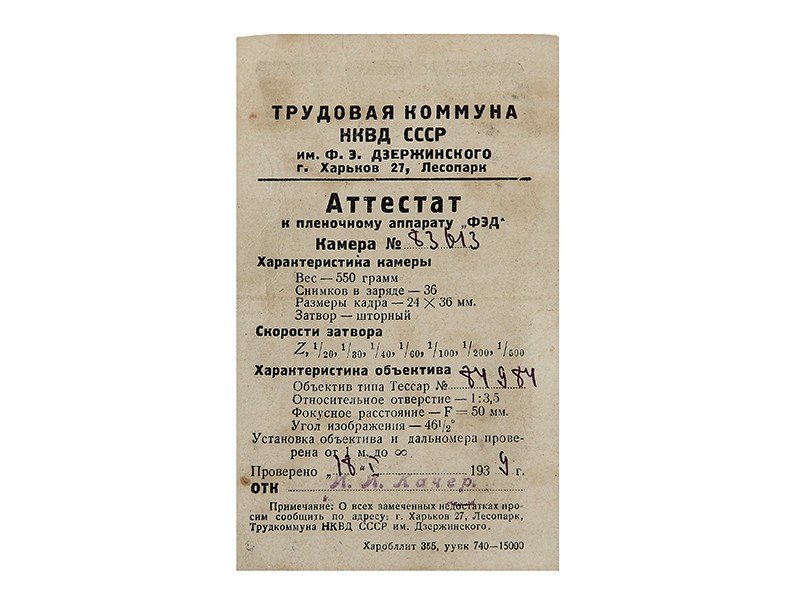 ТРУДОВАЯ КОММУНА
НКВД СССР
им. Ф. Э. ДЗЕРЖИНСКОГО
г. Харьков 27, Лесопарк
Аттестат
к пленочному аппарату „ФЭД“
Камера № 83613
Характеристика камеры
Вес — 550 грамм
Снимков в заряде — 36
Размеры кадра — 24 × 36 мм.
Затвор — шторный
Скорости затвора
Z, 1/20, 1/30, 1/40, 1/60, 1/100, 1/200, 1/500
Характеристика объектива
Объектив типа Тессар № 84984
Относительное отверстие — 1:3,5
Фокусное расстояние — F = 50 мм.
Угол изображения — 46 1/2°
Установка объектива и дальномера прове-
рена от 1 м. до ∞
Проверено „18 I 1939 г.
ОТК Л. Л. Качер.
Примечание: О всех замеченных недостатках про-
сим сообщить по адресу: г. Харьков 27, Лесопарк,
Трудкоммуна НКВД СССР им. Дзержинского.
Харобллит 355, уувк 740—15000